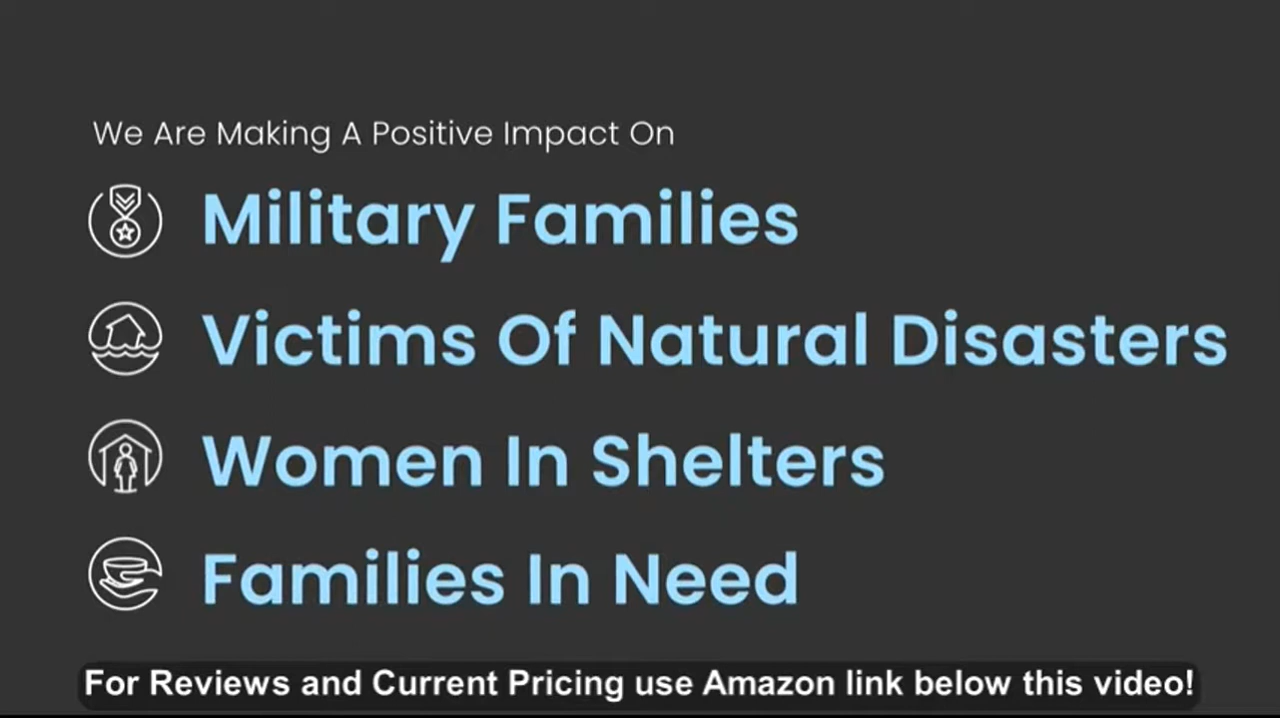 We Are Making A Positive Impact On
Military Families
Victims Of Natural Disasters
Women In Shelters
Families In Need
For Reviews and Current Pricing use Amazon link below this video!